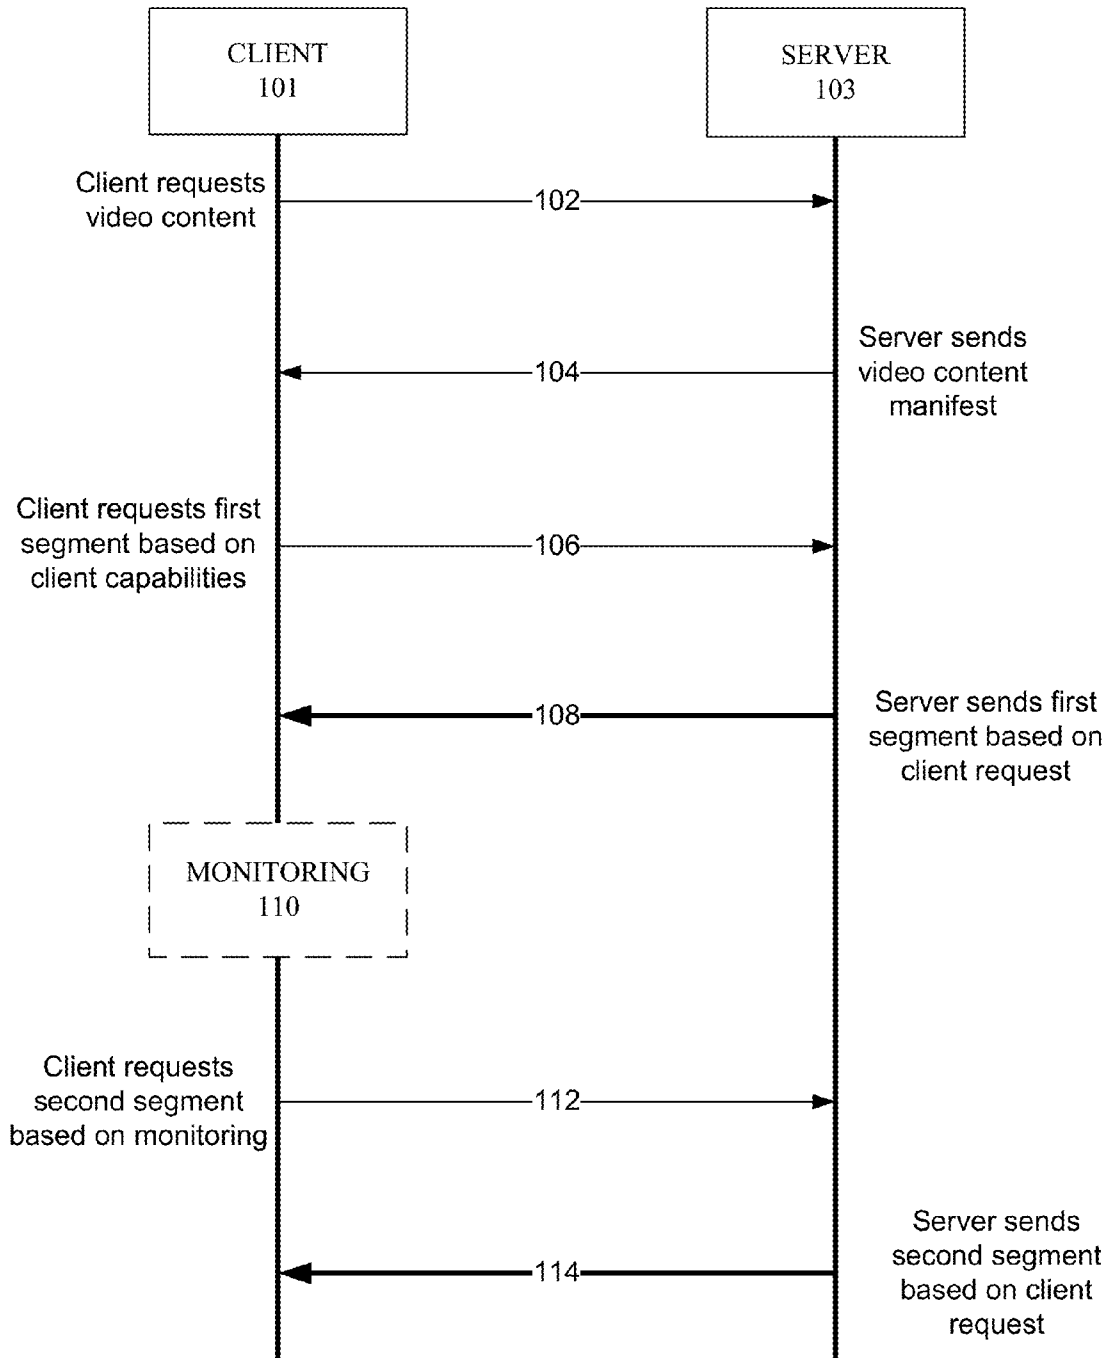 CLIENT
101
SERVER
103
Client requests
video content
102
Server sends
video content
manifest
104
Client requests first
segment based on
client capabilities
106
Server sends first
segment based on
client request
108
MONITORING
110
Client requests
second segment
based on monitoring
112
Server sends
second segment
based on client
request
114